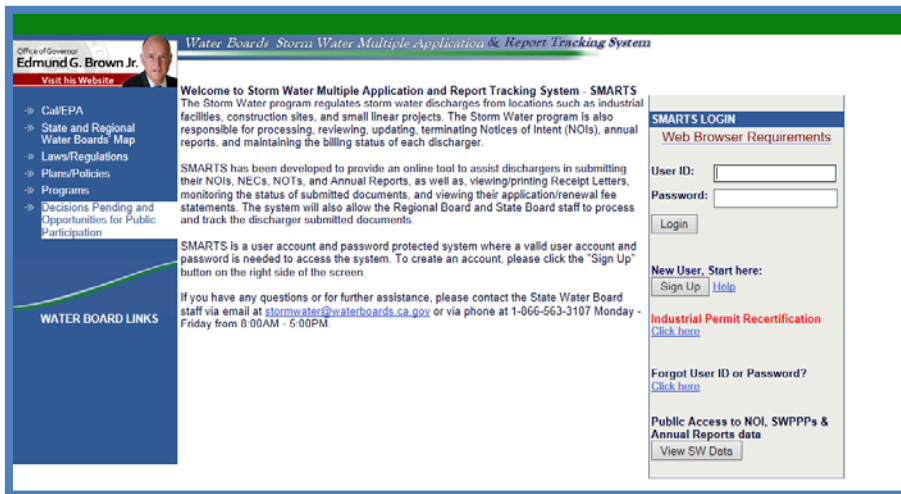 Water Boards Storm Water Multiple Application & Report Tracking System
Office of Governor
Edmund G. Brown Jr.
Visit his Website
Cal/EPA
State and Regional
Water Boards' Map
Laws/Regulations
Plans/Policies
Programs
Decisions Pending and
Opportunities for Public
Participation
WATER BOARD LINKS
Welcome to Storm Water Multiple Application and Report Tracking System - SMARTS
The Storm Water program regulates storm water discharges from locations such as industrial
facilities, construction sites, and small linear projects. The Storm Water program is also
responsible for processing, reviewing, updating, terminating Notices of Intent (NOIs), annual
reports, and maintaining the billing status of each discharger.
SMARTS has been developed to provide an online tool to assist dischargers in submitting
their NOIs, NECs, NOTs, and Annual Reports, as well as, viewing/printing Receipt Letters,
monitoring the status of submitted documents, and viewing their application/renewal fee
statements. The system will also allow the Regional Board and State Board staff to process
and track the discharger submitted documents.
SMARTS is a user account and password protected system where a valid user account and
password is needed to access the system. To create an account, please click the "Sign Up"
button on the right side of the screen.
If you have any questions or for further assistance, please contact the State Water Board
staff via email at stormwater@waterboards.ca.gov or via phone at 1-866-563-3107 Monday -
Friday from 8:00AM - 5:00PM.
SMARTS LOGIN
Web Browser Requirements
User ID:
Password:
Login
New User, Start here:
Sign Up Help
Industrial Permit Recertification
Click here
Forgot User ID or Password?
Click here
Public Access to NOI, SWPPPs &
Annual Reports data
View SW Data